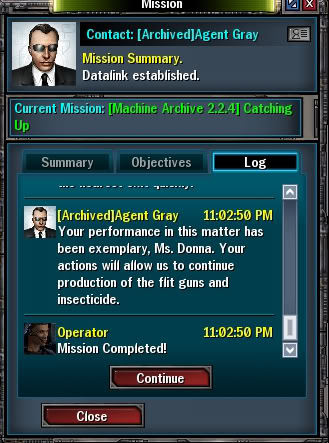 Mission
Contact: [Archived]Agent Gray
Mission Summary.
Datalink established.
Current Mission: [Machine Archive 2.2.4] Catching
Up
Summary
Objectives
Log
[Archived]Agent Gray 11:02:50 PM
Your performance in this matter has
been exemplary, Ms. Donna. Your
actions will allow us to continue
production of the flit guns and
insecticide.
Operator 11:02:50 PM
Mission Completed!
Continue
Close